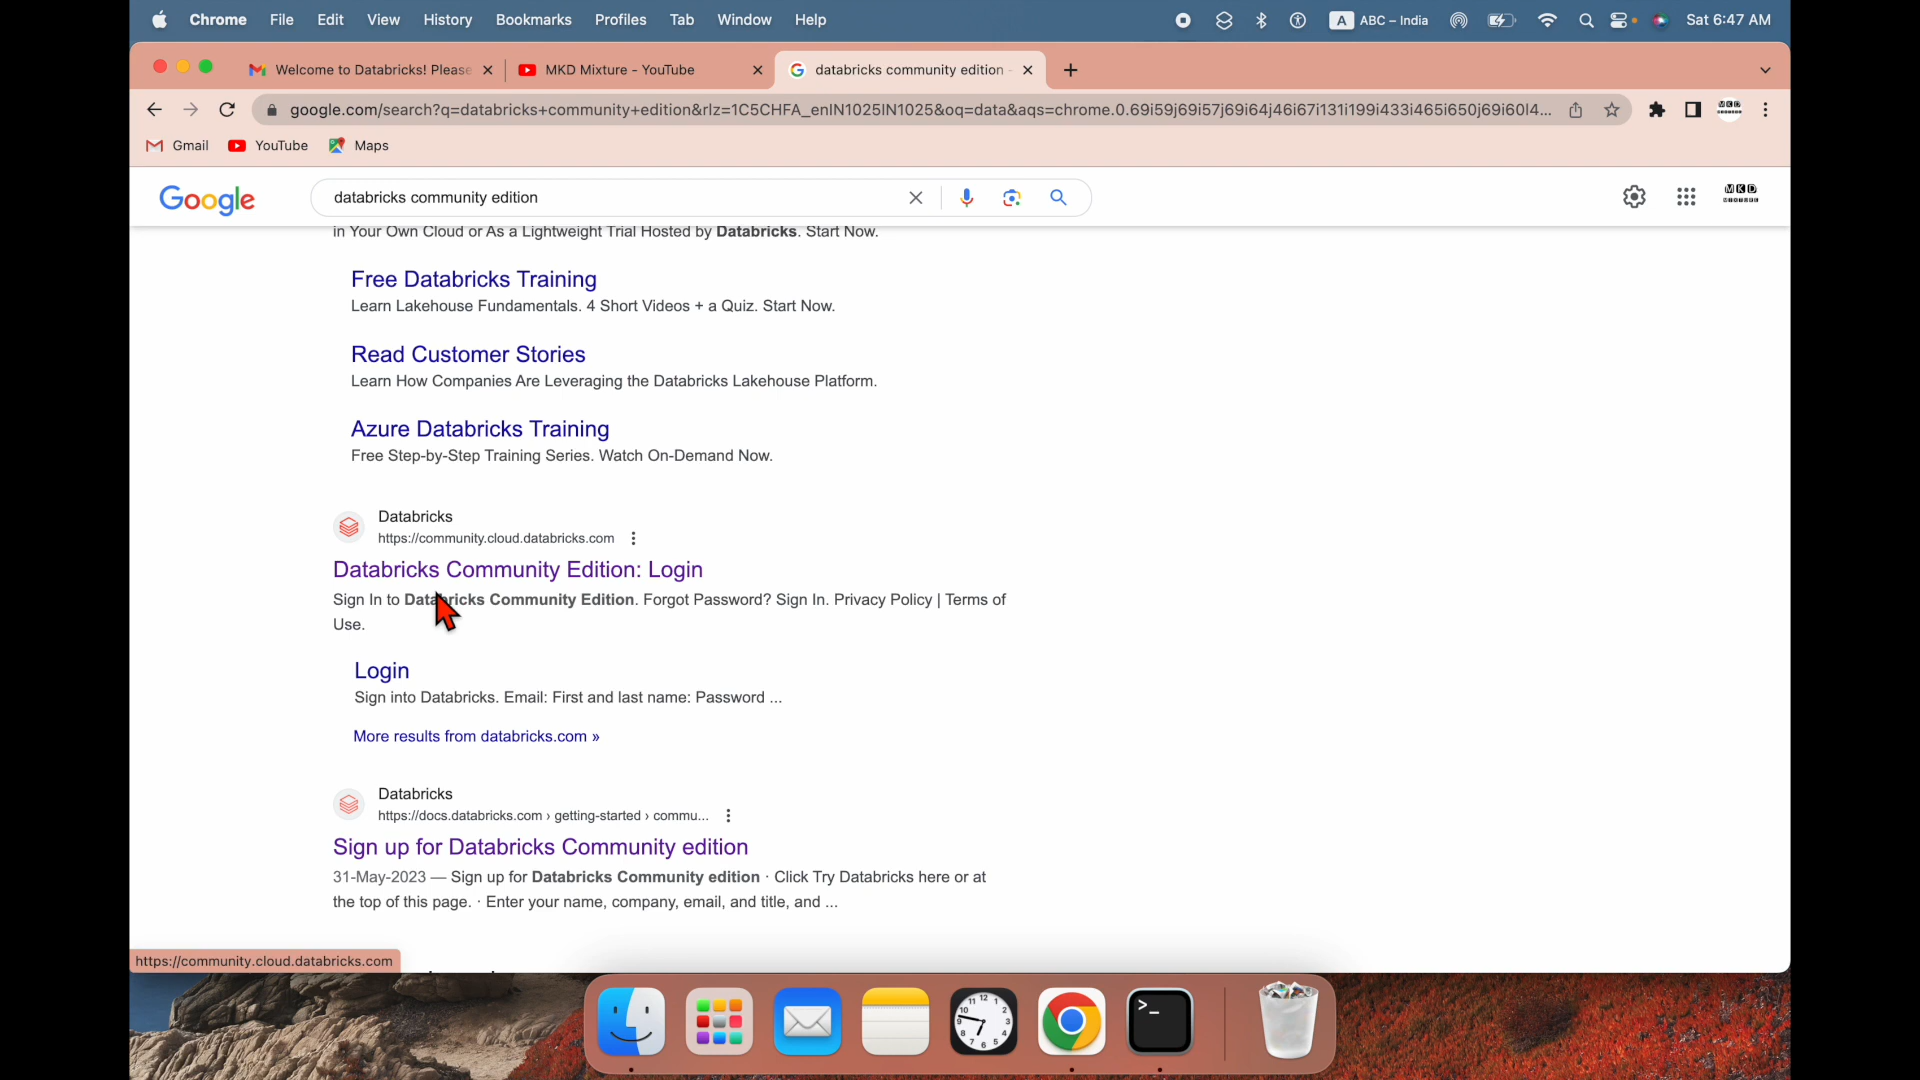 Chrome File Edit View History Bookmarks Profiles Tab Window Help A ABC – India Sat 6:47 AM
Welcome to Databricks! Please MKD Mixture - YouTube databricks community edition -
google.com/search?q=databricks+community+edition&rlz=1C5CHFA_enIN1025IN1025&oq=data&aqs=chrome.0.69i59j69i57j69i64j46i67i131i199i433i465i650j69i60l4...
Gmail YouTube Maps
Google databricks community edition MKD
in Your Own Cloud or As a Lightweight Trial Hosted by Databricks. Start Now.
Free Databricks Training
Learn Lakehouse Fundamentals. 4 Short Videos + a Quiz. Start Now.
Read Customer Stories
Learn How Companies Are Leveraging the Databricks Lakehouse Platform.
Azure Databricks Training
Free Step-by-Step Training Series. Watch On-Demand Now.
Databricks
https://community.cloud.databricks.com
Databricks Community Edition: Login
Sign In to Databricks Community Edition. Forgot Password? Sign In. Privacy Policy | Terms of
Use.
Login
Sign into Databricks. Email: First and last name: Password ...
More results from databricks.com »
Databricks
https://docs.databricks.com › getting-started › commu...
Sign up for Databricks Community edition
31-May-2023 — Sign up for Databricks Community edition · Click Try Databricks here or at
the top of this page. · Enter your name, company, email, and title, and ...
https://community.cloud.databricks.com